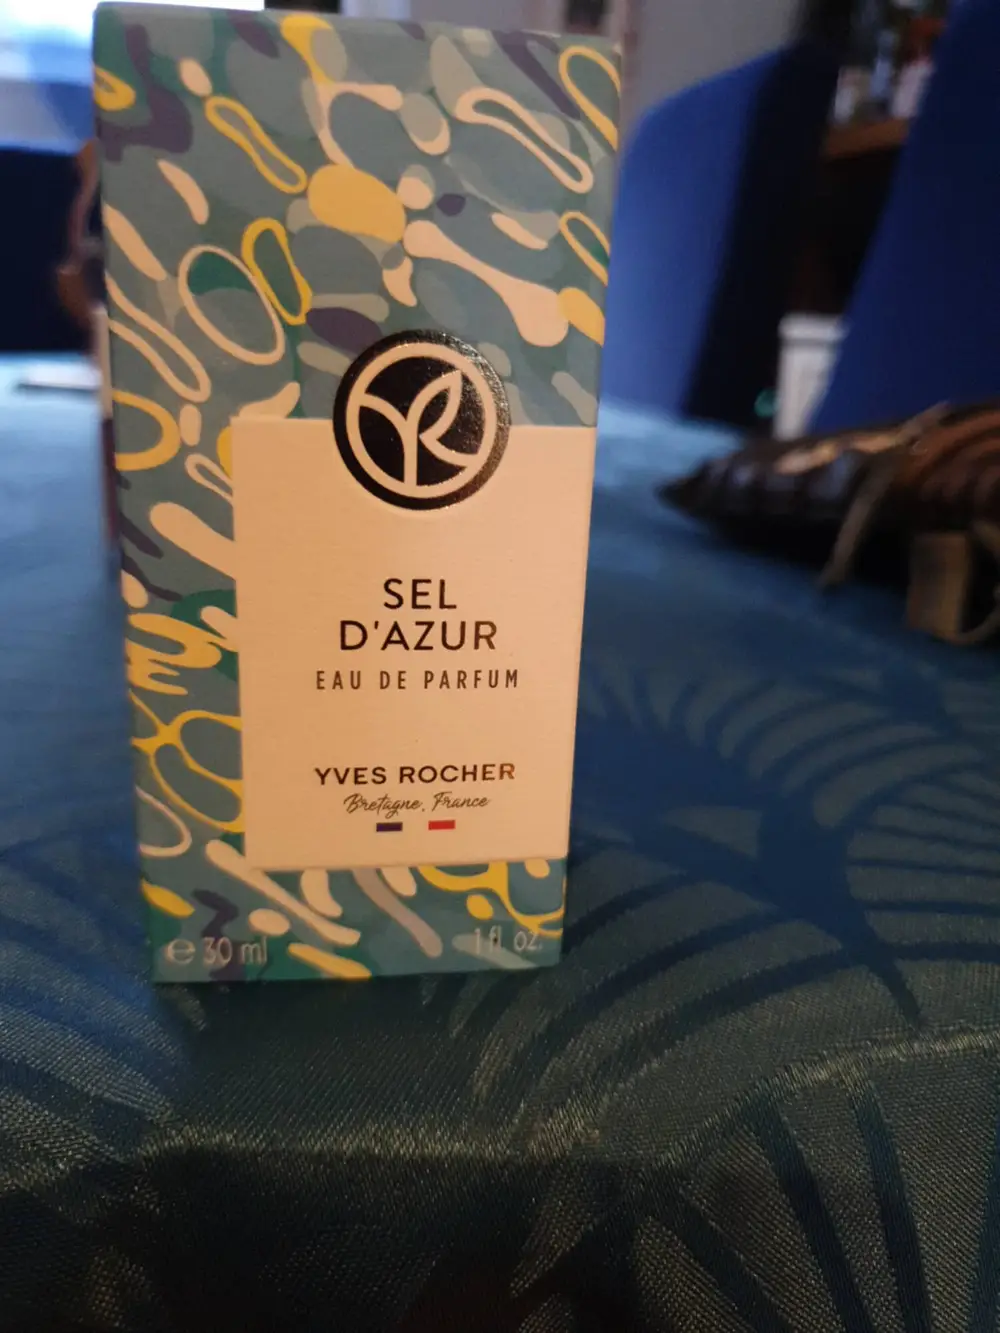 SEL
D'AZUR
EAU DE PARFUM
YVES ROCHER
Bretagne, France
℮ 30 ml 1 fl oz.